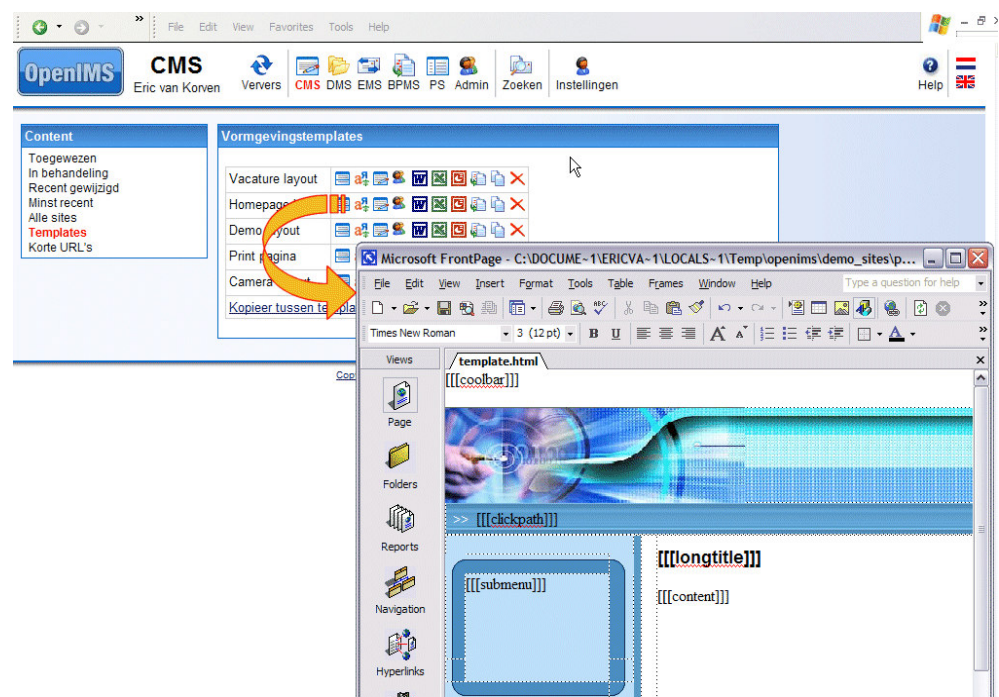 » File Edit View Favorites Tools Help
OpenIMS CMS
Eric van Korven
Ververs CMS DMS EMS BPMS PS Admin Zoeken Instellingen Help
Content
Toegewezen
In behandeling
Recent gewijzigd
Minst recent
Alle sites
Templates
Korte URL's
Vormgevingstemplates
Vacature layout
Homepage
Demo layout
Print pagina
Camera
Kopieer tussen templa
Cop
Microsoft FrontPage - C:\DOCUME~1\ERICVA~1\LOCALS~1\Temp\openims\demo_sites\p...
File Edit View Insert Format Tools Table Frames Window Help Type a question for help
Times New Roman 3 (12 pt) B U A A A
Views
Page
Folders
Reports
Navigation
Hyperlinks
template.html
[[[coolbar]]]
>> [[[clickpath]]]
[[[submenu]]]
[[[longtitle]]]
[[[content]]]